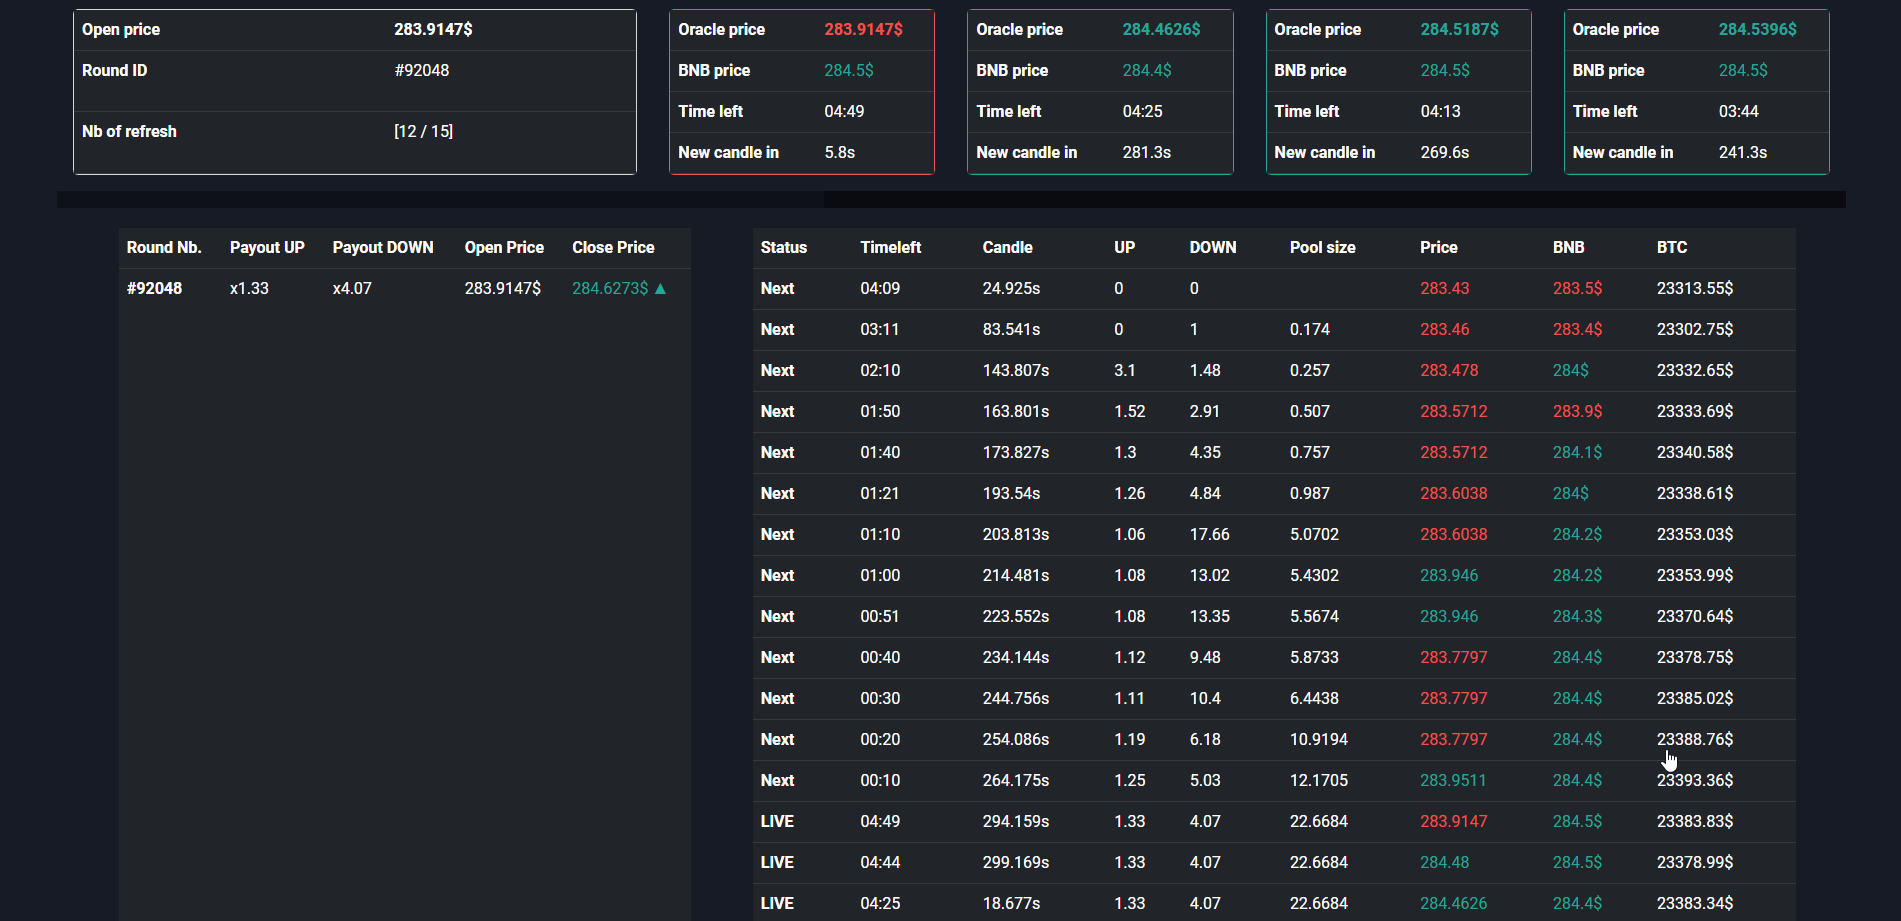 Open price 283.9147$
Round ID #92048
Nb of refresh [12 / 15]
Oracle price 283.9147$
BNB price 284.5$
Time left 04:49
New candle in 5.8s
Oracle price 284.4626$
BNB price 284.4$
Time left 04:25
New candle in 281.3s
Oracle price 284.5187$
BNB price 284.5$
Time left 04:13
New candle in 269.6s
Oracle price 284.5396$
BNB price 284.5$
Time left 03:44
New candle in 241.3s
Round Nb. Payout UP Payout DOWN Open Price Close Price
#92048 x1.33 x4.07 283.9147$ 284.6273$ ▲
Status Timeleft Candle UP DOWN Pool size Price BNB BTC
Next 04:09 24.925s 0 0 283.43 283.5$ 23313.55$
Next 03:11 83.541s 0 1 0.174 283.46 283.4$ 23302.75$
Next 02:10 143.807s 3.1 1.48 0.257 283.478 284$ 23332.65$
Next 01:50 163.801s 1.52 2.91 0.507 283.5712 283.9$ 23333.69$
Next 01:40 173.827s 1.3 4.35 0.757 283.5712 284.1$ 23340.58$
Next 01:21 193.54s 1.26 4.84 0.987 283.6038 284$ 23338.61$
Next 01:10 203.813s 1.06 17.66 5.0702 283.6038 284.2$ 23353.03$
Next 01:00 214.481s 1.08 13.02 5.4302 283.946 284.2$ 23353.99$
Next 00:51 223.552s 1.08 13.35 5.5674 283.946 284.3$ 23370.64$
Next 00:40 234.144s 1.12 9.48 5.8733 283.7797 284.4$ 23378.75$
Next 00:30 244.756s 1.11 10.4 6.4438 283.7797 284.4$ 23385.02$
Next 00:20 254.086s 1.19 6.18 10.9194 283.7797 284.4$ 23388.76$
Next 00:10 264.175s 1.25 5.03 12.1705 283.9511 284.4$ 23393.36$
LIVE 04:49 294.159s 1.33 4.07 22.6684 283.9147 284.5$ 23383.83$
LIVE 04:44 299.169s 1.33 4.07 22.6684 284.48 284.5$ 23378.99$
LIVE 04:25 18.677s 1.33 4.07 22.6684 284.4626 284.4$ 23383.34$